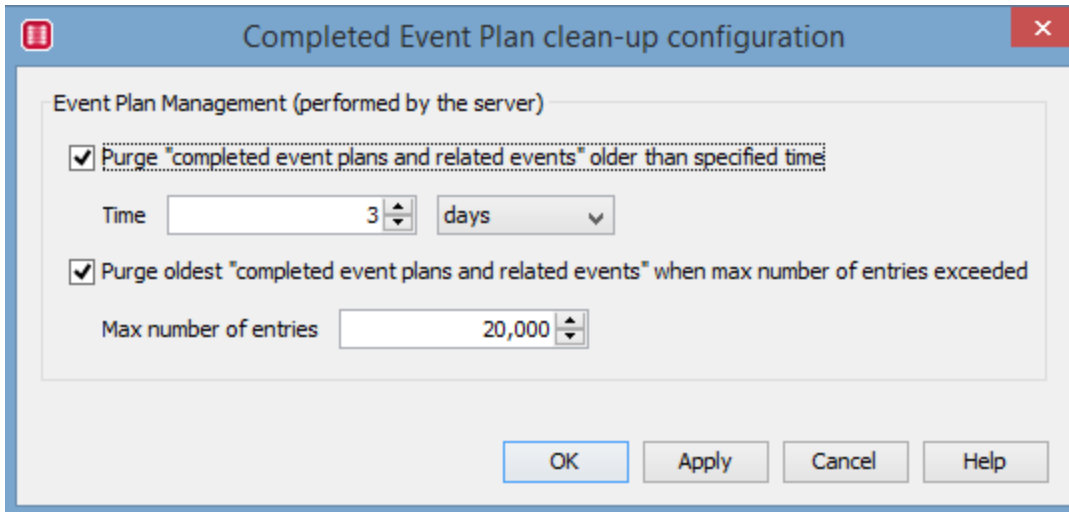 Completed Event Plan clean-up configuration
Event Plan Management (performed by the server)
Purge "completed event plans and related events" older than specified time
Time 3 days
Purge oldest "completed event plans and related events" when max number of entries exceeded
Max number of entries 20,000
OK Apply Cancel Help